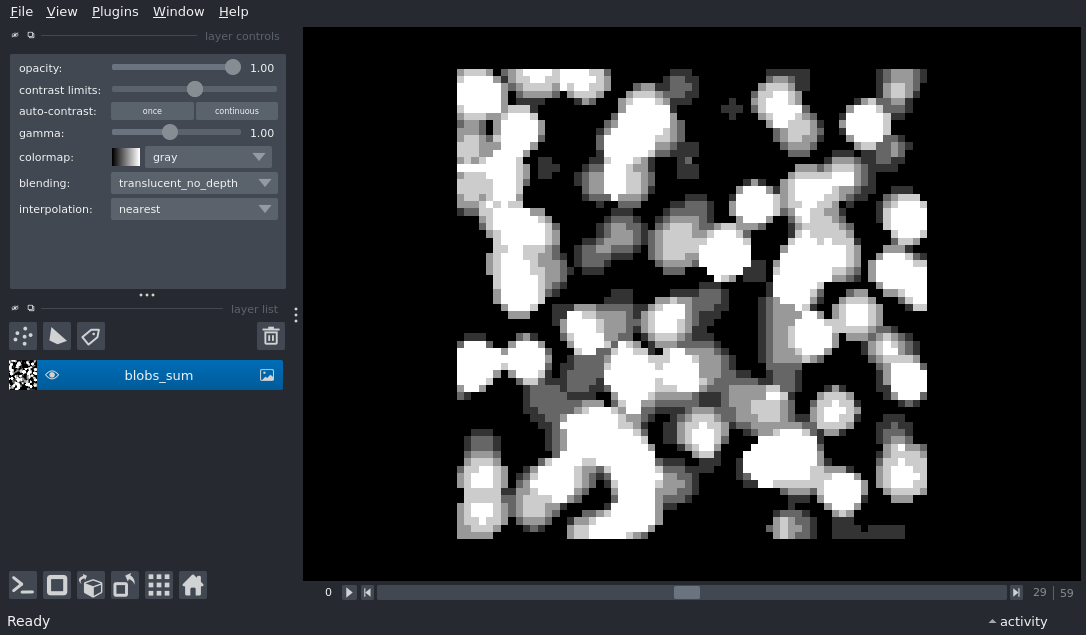 File View Plugins Window Help
layer controls
opacity: 1.00
contrast limits:
auto-contrast: once continuous
gamma: 1.00
colormap: gray
blending: translucent_no_depth
interpolation: nearest
layer list
blobs_sum
0 29 59
Ready activity